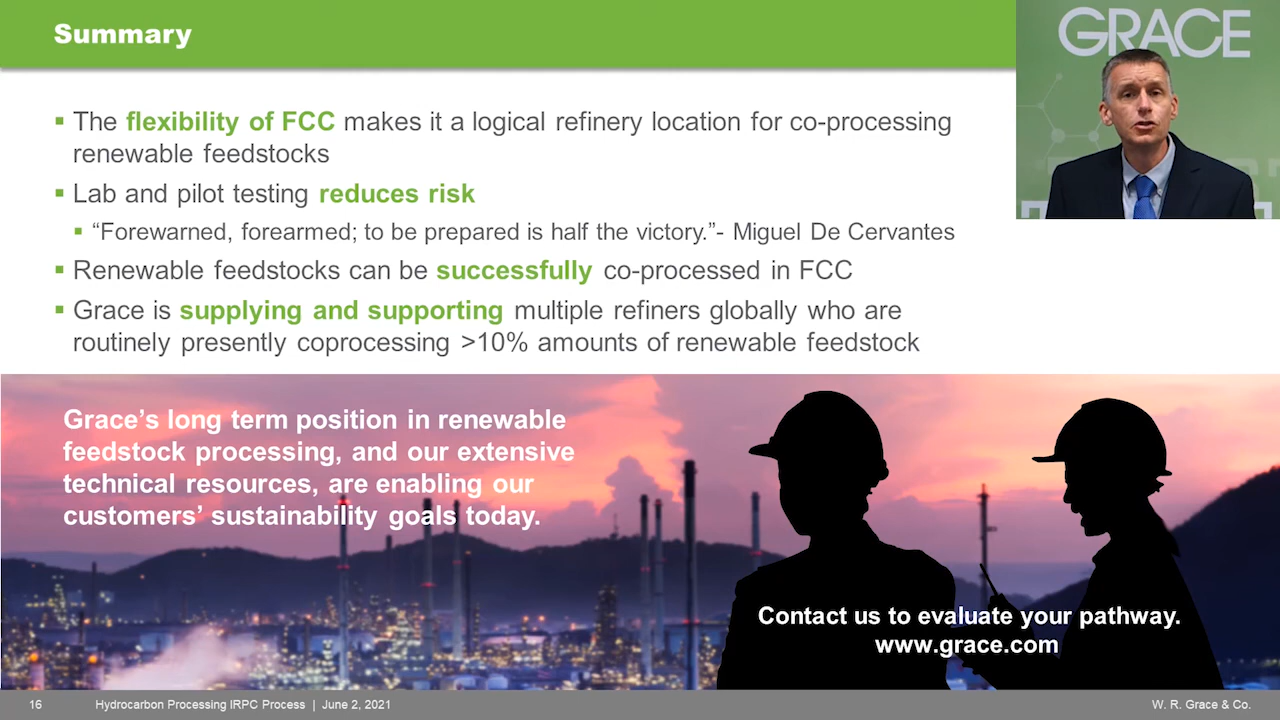 Summary
GRACE
▪ The flexibility of FCC makes it a logical refinery location for co-processing
renewable feedstocks
▪ Lab and pilot testing reduces risk
▪ “Forewarned, forearmed; to be prepared is half the victory.”- Miguel De Cervantes
▪ Renewable feedstocks can be successfully co-processed in FCC
▪ Grace is supplying and supporting multiple refiners globally who are
routinely presently coprocessing >10% amounts of renewable feedstock
Grace’s long term position in renewable
feedstock processing, and our extensive
technical resources, are enabling our
customers’ sustainability goals today.
Contact us to evaluate your pathway.
www.grace.com
16 Hydrocarbon Processing IRPC Process | June 2, 2021 W. R. Grace & Co.